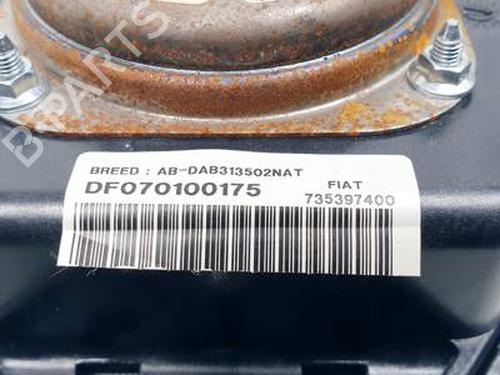 B-PARTS
BREED : AB-DAB313502NAT
DF070100175
FIAT
735397400